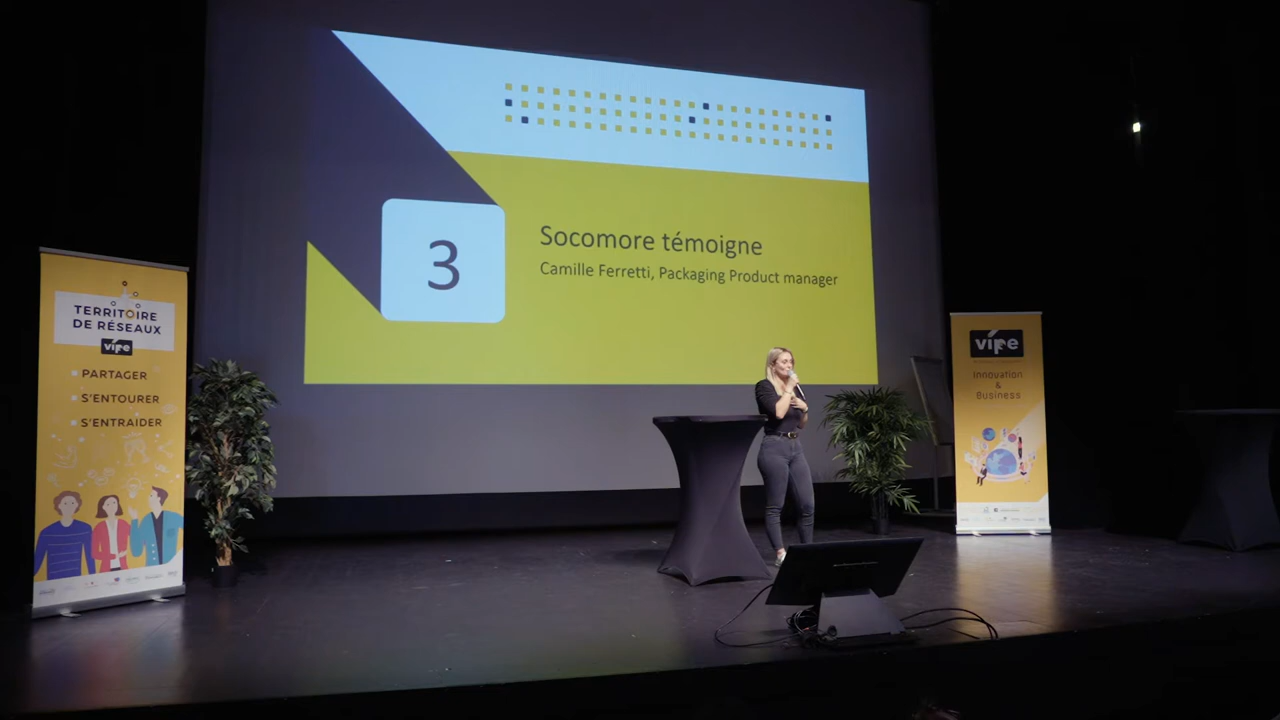 3
Socomore témoigne
Camille Ferretti, Packaging Product manager
TERRITOIRE
DE RÉSEAUX
vipe
PARTAGER
S'ENTOURER
S'ENTRAIDER
vipe
Innovation
&
Business